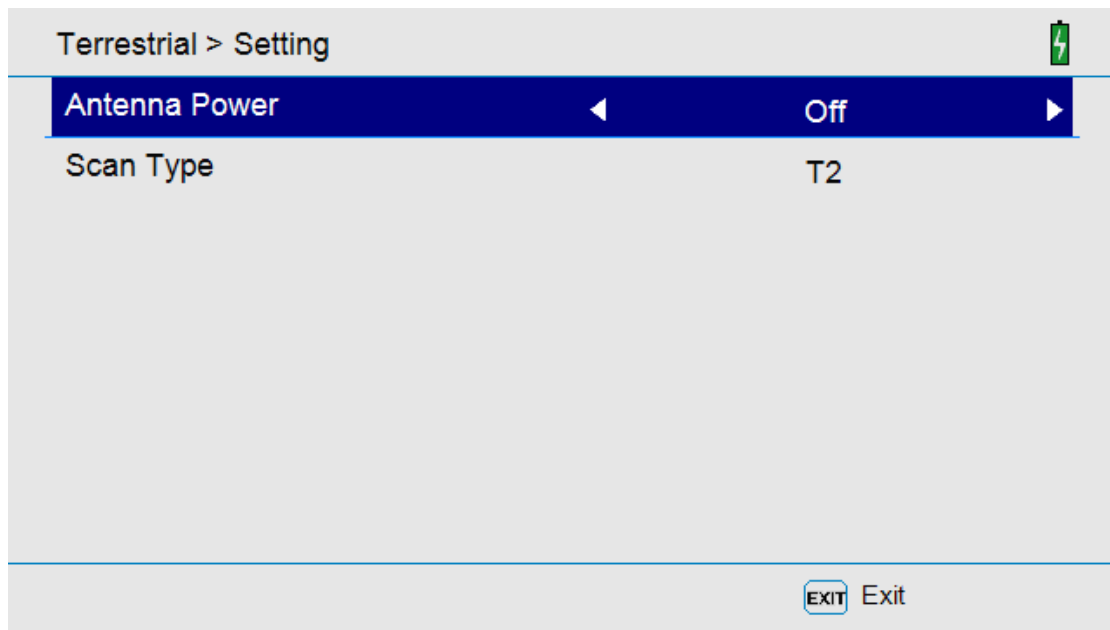 Terrestrial > Setting
Antenna Power Off
Scan Type T2
EXIT Exit